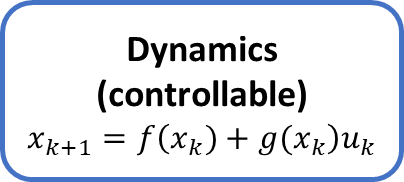 Dynamics
(controllable)
$x_{k+1} = f(x_k) + g(x_k)u_k$